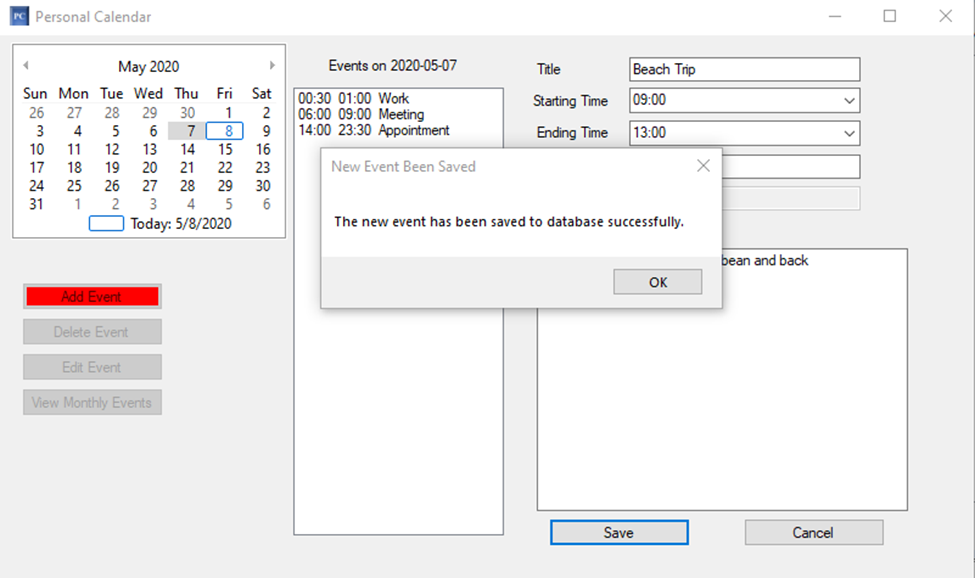 PC Personal Calendar
May 2020
Sun Mon Tue Wed Thu Fri Sat
26 27 28 29 30 1 2
3 4 5 6 7 8 9
10 11 12 13 14 15 16
17 18 19 20 21 22 23
24 25 26 27 28 29 30
31 1 2 3 4 5 6
Today: 5/8/2020
Add Event
Delete Event
Edit Event
View Monthly Events
Events on 2020-05-07
00:30 01:00 Work
06:00 09:00 Meeting
14:00 23:30 Appointment
Title Beach Trip
Starting Time 09:00
Ending Time 13:00
New Event Been Saved
The new event has been saved to database successfully.
OK
bean and back
Save Cancel